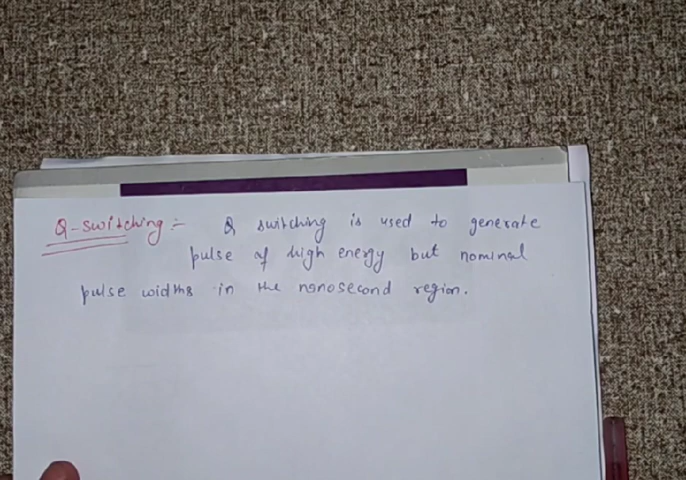 Q-switching :- Q switching is used to generate
pulse of high energy but nominal
pulse widths in the nanosecond region.